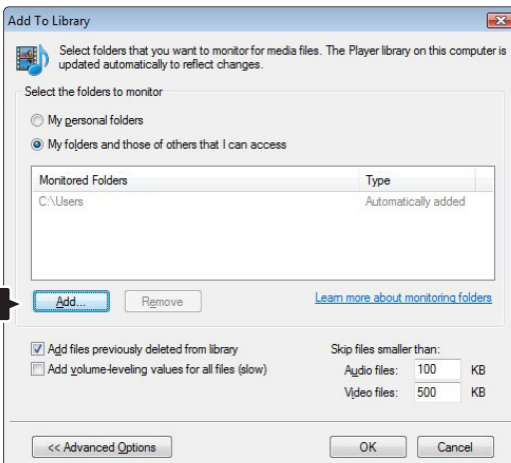 Add To Library
Select folders that you want to monitor for media files. The Player library on this computer is
updated automatically to reflect changes.
Select the folders to monitor
My personal folders
My folders and those of others that I can access
Monitored Folders Type
C:\Users Automatically added
Add... Remove Learn more about monitoring folders
Add files previously deleted from library Skip files smaller than:
Add volume-leveling values for all files (slow) Audio files: 100 KB
Video files: 500 KB
<< Advanced Options OK Cancel